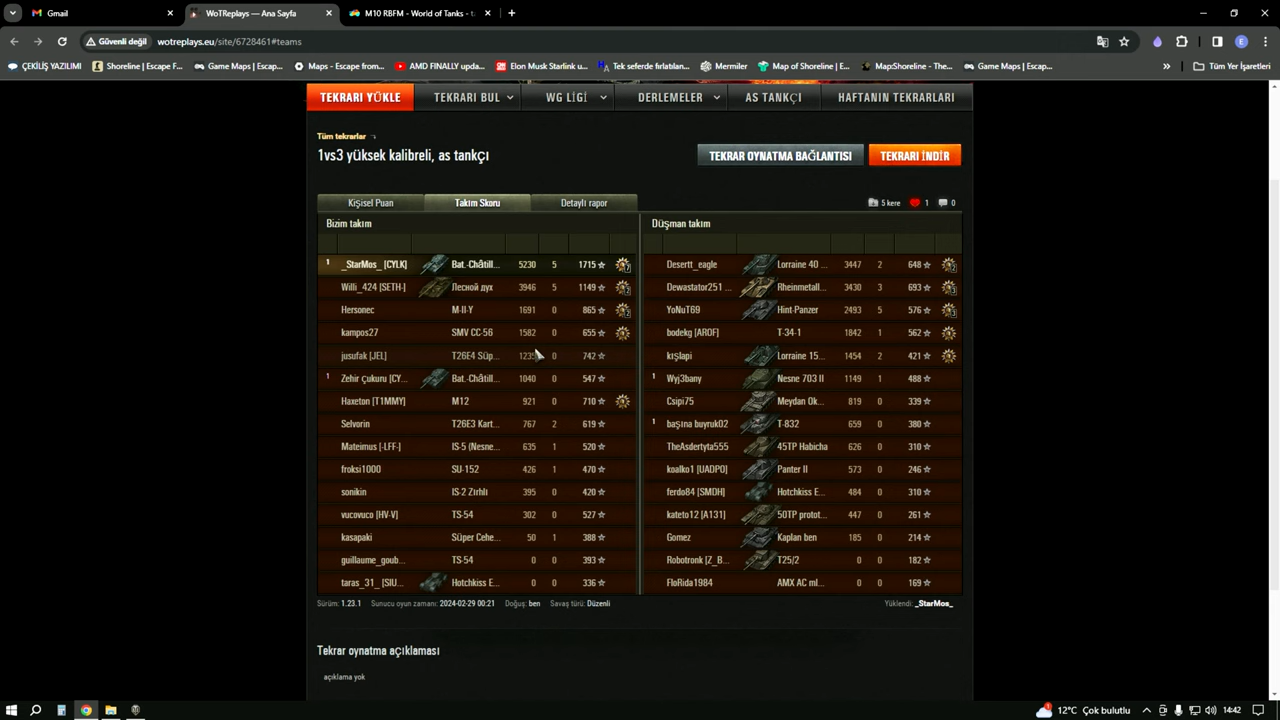 Gmail
WoTReplays — Ana Sayfa
M10 RBFM - World of Tanks - t
Güvenli değil
wotreplays.eu/site/6728461#teams
ÇEKİLİŞ YAZILIMI
Shoreline | Escape F...
Game Maps | Escap...
Maps - Escape from...
AMD FINALLY upda...
Elon Musk Starlink u...
Tek seferde fırlatılan...
Mermiler
Map of Shoreline | E...
MapShoreline - The...
Game Maps | Escap...
Tüm Yer İşaretleri
TEKRARI YÜKLE
TEKRARI BUL
WG LİGİ
DERLEMELER
AS TANKÇI
HAFTANIN TEKRARLARI
Tüm tekrarlar
1vs3 yüksek kalibreli, as tankçı
TEKRAR OYNATMA BAĞLANTISI
TEKRARI İNDİR
Kişisel Puan
Takım Skoru
Detaylı rapor
5 kere 1 0
Bizim takım
1 _StarMos_ [CYLK] Bat.-Châtill... 5230 5 1715
Willi_424 [SETH-] Лесной дух 3946 5 1149
Hersonec M-II-Y 1691 0 865
kampos27 SMV CC-56 1582 0 655
jusufak [JEL] T26E4 Süp... 1235 0 742
1 Zehir çukuru [CY... Bat.-Châtill... 1040 0 547
Haxeton [T1MMY] M12 921 0 710
Selvorin T26E3 Kart... 767 2 619
Mateimus [-LFF-] IS-5 (Nesne... 635 1 520
froksi1000 SU-152 426 1 470
sonikin IS-2 Zırhlı 395 0 420
vucovuco [HV-V] TS-54 302 0 527
kasapaki Süper Cehe... 50 1 388
guillaume_goub... TS-54 0 0 393
taras_31_ [SIU... Hotchkiss E... 0 0 336
Düşman takım
Desertt_eagle Lorraine 40 ... 3447 2 648
Dewastator251 ... Rheinmetall... 3430 3 693
YoNuT69 Hint-Panzer 2493 5 576
bodekg [AROF] T-34-1 1842 1 562
kışlapi Lorraine 15... 1454 2 421
1 Wyj3bany Nesne 703 II 1149 1 488
Csipi75 Meydan Ok... 819 0 339
1 başına buyruk02 T-832 659 0 380
TheAsdertyta555 45TP Habicha 626 0 310
koalko1 [UADPO] Panter II 573 0 246
ferdo84 [SMDH] Hotchkiss E... 484 0 310
kateto12 [A131] 50TP protot... 447 0 261
Gomez Kaplan ben 185 0 214
Robotronk [Z_B... T25/2 0 0 182
FloRida1984 AMX AC ml... 0 0 169
Sürüm: 1.23.1 Sunucu oyun zamanı: 2024-02-29 00:21 Doğuş: ben Savaş türü: Düzenli
Yüklendi: _StarMos_
Tekrar oynatma açıklaması
açıklama yok
12°C Çok bulutlu
14:42